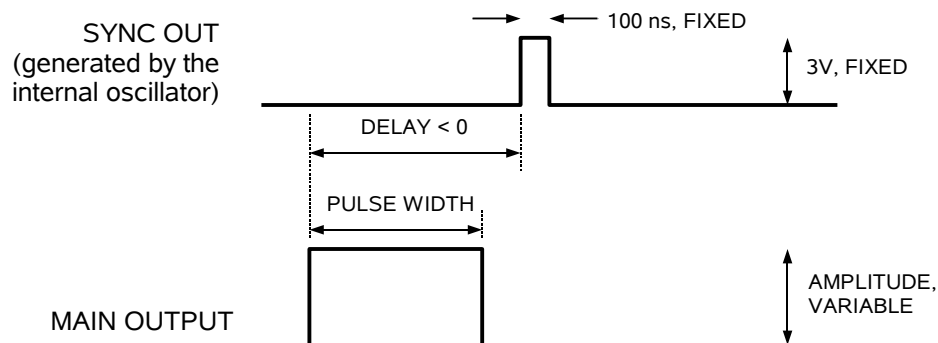 SYNC OUT
(generated by the
internal oscillator)
100 ns, FIXED
3V, FIXED
DELAY < 0
PULSE WIDTH
MAIN OUTPUT
AMPLITUDE,
VARIABLE